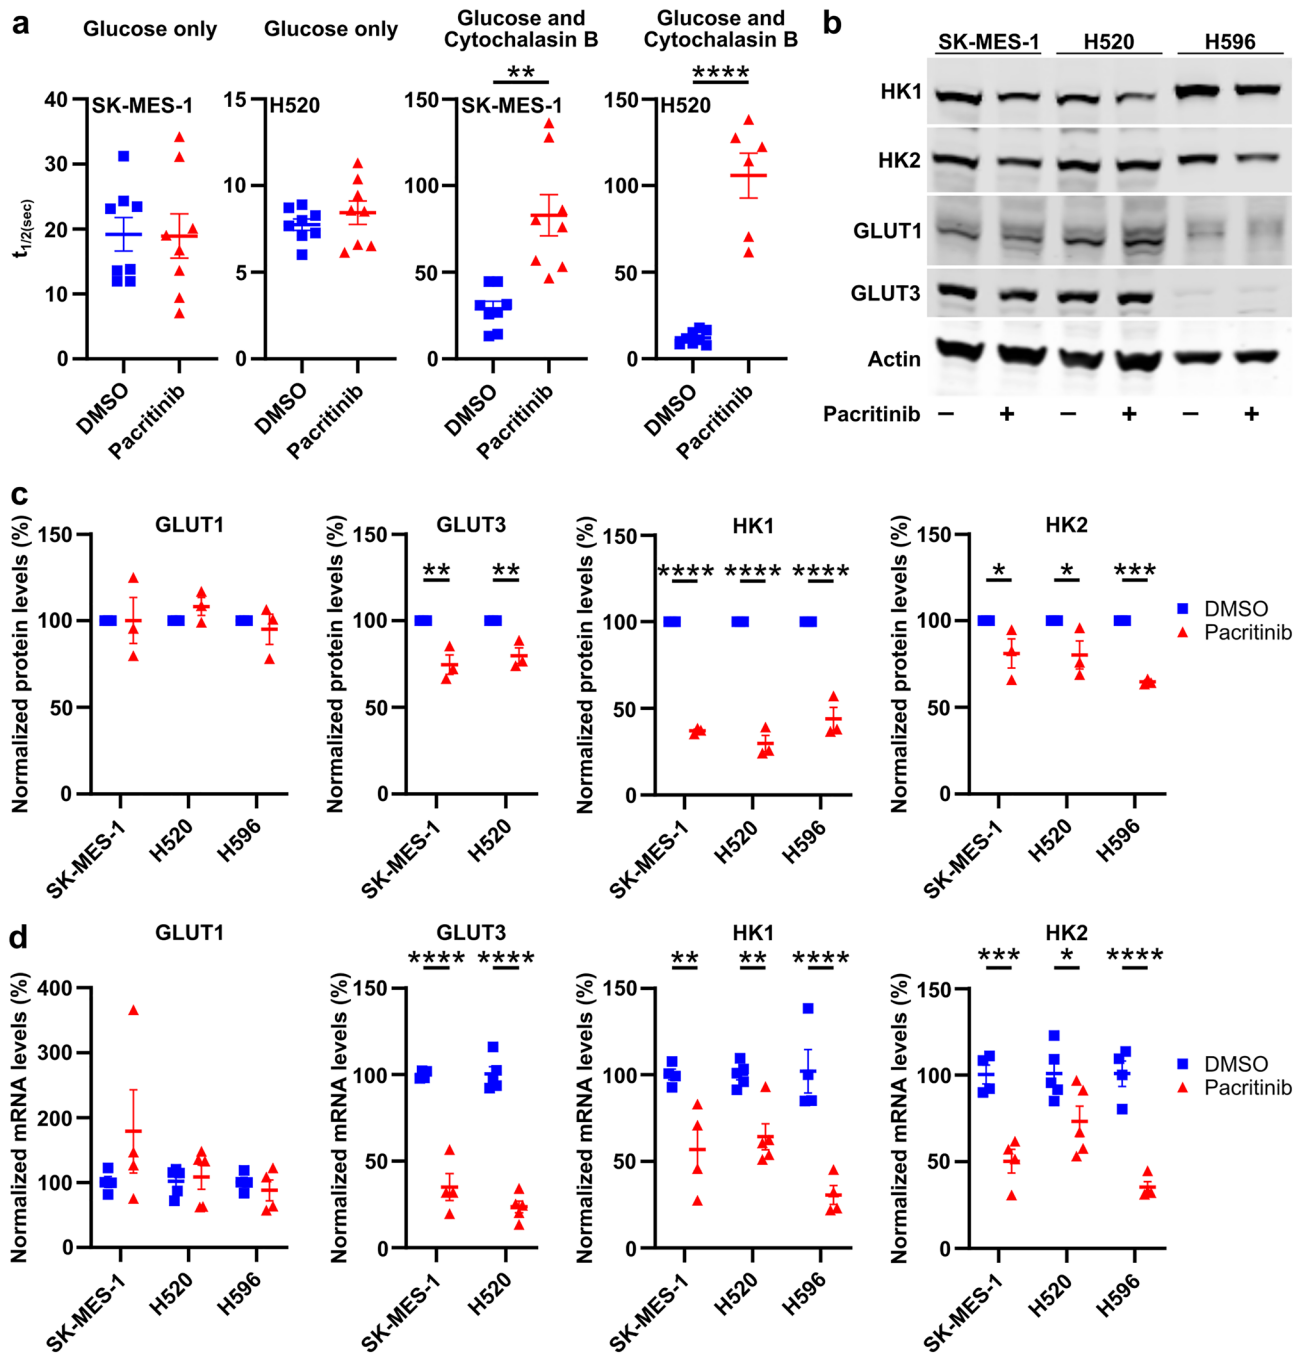 a
Glucose only
Glucose only
Glucose and
Cytochalasin B
Glucose and
Cytochalasin B
**
****
SK-MES-1
H520
SK-MES-1
H520
t1/2(sec)
40
30
20
10
0
15
10
5
0
150
100
50
0
150
100
50
0
DMSO
Pacritinib
DMSO
Pacritinib
DMSO
Pacritinib
DMSO
Pacritinib
b
SK-MES-1 H520 H596
HK1
HK2
GLUT1
GLUT3
Actin
Pacritinib − + − + − +
c
GLUT1
Normalized protein levels (%)
150
100
50
0
SK-MES-1
H520
H596
GLUT3
Normalized protein levels (%)
150
100
50
0
** **
SK-MES-1
H520
HK1
Normalized protein levels (%)
150
100
50
0
**** **** ****
SK-MES-1
H520
H596
HK2
Normalized protein levels (%)
150
100
50
0
* * ***
SK-MES-1
H520
H596
DMSO
Pacritinib
d
GLUT1
Normalized mRNA levels (%)
400
300
200
100
0
SK-MES-1
H520
H596
GLUT3
Normalized mRNA levels (%)
150
100
50
0
**** ****
SK-MES-1
H520
HK1
Normalized mRNA levels (%)
150
100
50
0
** ** ****
SK-MES-1
H520
H596
HK2
Normalized mRNA levels (%)
150
100
50
0
*** * ****
SK-MES-1
H520
H596
DMSO
Pacritinib